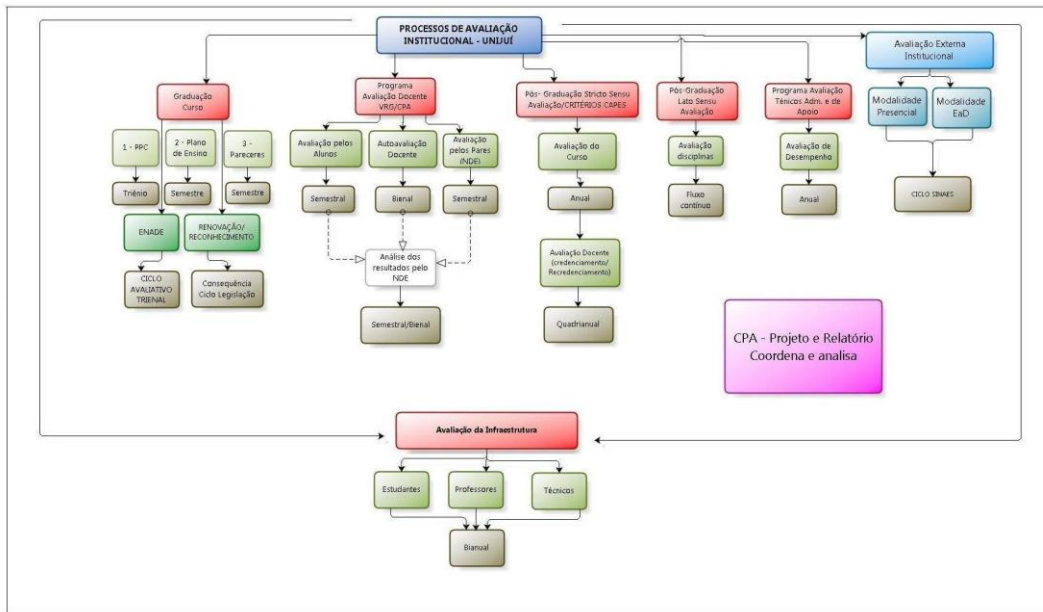 PROCESSOS DE AVALIAÇÃO
INSTITUCIONAL - UNIJUÍ
Avaliação Externa
Institucional
Graduação
Curso
Programa
Avaliação Docente
VRG/CPA
Pós- Graduação Stricto Sensu
Avaliação/CRITÉRIOS CAPES
Pós-Graduação
Lato Sensu
Avaliação
Programa Avaliação
Ténicos Adm. e de
Apoio
Modalidade
Presencial
Modalidade
EaD
1 - PPC
2 - Plano
de Ensino
3 -
Pareceres
Avaliação pelos
Alunos
Autoavaliação
Docente
Avaliação
pelos Pares
(NDE)
Avaliação do
Curso
Avaliação
disciplinas
Avaliação de
Desempenho
Triênio
Semestre
Semestre
Semestral
Bienal
Semestral
Anual
Fluxo
contínuo
Anual
CICLO SINAES
ENADE
RENOVAÇÃO/
RECONHECIMENTO
Análise dos
resultados pelo
NDE
Avaliação Docente
(credenciamento/
Recredenciamento)
CICLO
AVALIATIVO
TRIENAL
Consequência
Ciclo Legislação
Semestral/Bienal
Quadrianual
CPA - Projeto e Relatório
Coordena e analisa
Avaliação da Infraestrutura
Estudantes
Professores
Técnicos
Bianual